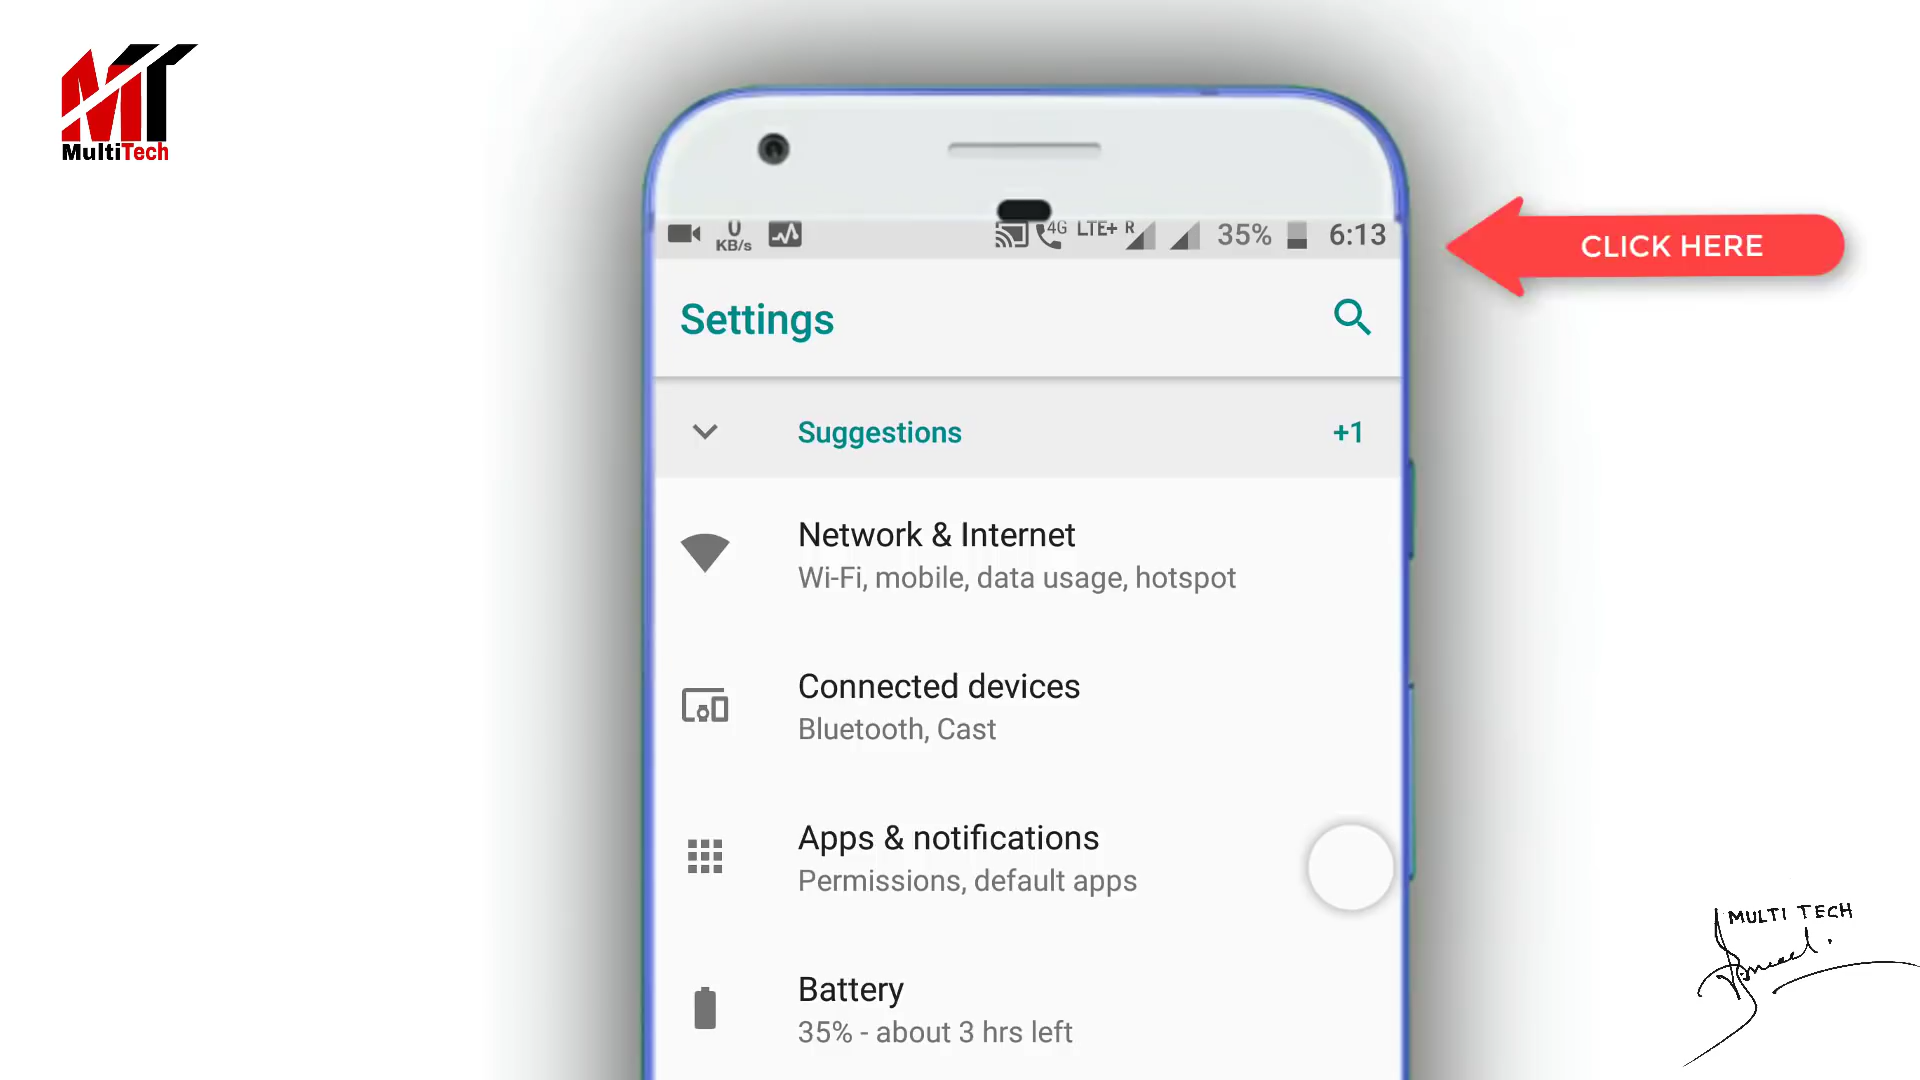 MultiTech
0
KB/s
4G LTE+ R 35% 6:13
CLICK HERE
Settings
Suggestions +1
Network & Internet
Wi-Fi, mobile, data usage, hotspot
Connected devices
Bluetooth, Cast
Apps & notifications
Permissions, default apps
Battery
35% - about 3 hrs left
MULTI TECH